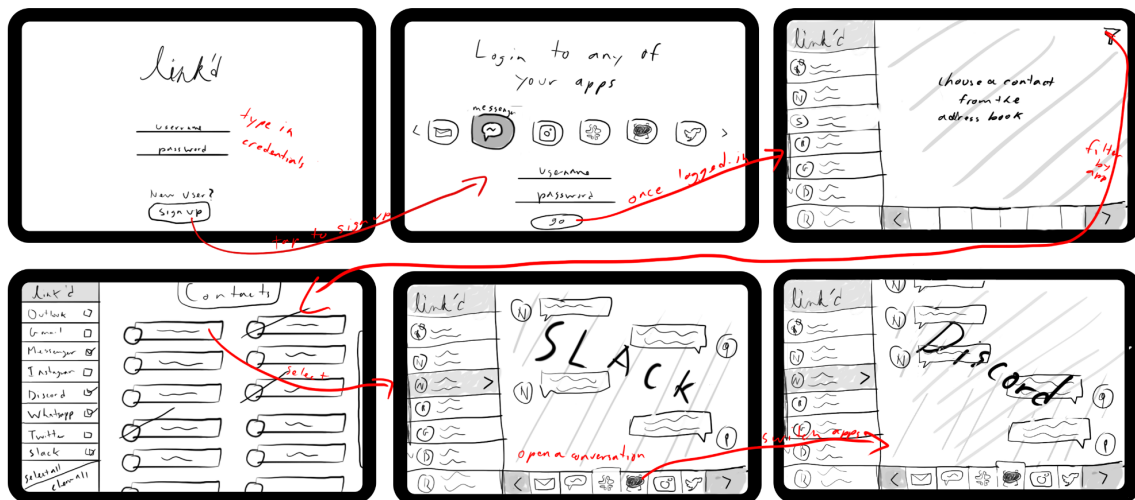 link'd
username
password
type in
credentials
New User?
Sign up
tap to sign up
Login to any of
your apps
messenger
username
password
go
once logged in
link'd
N
S
B
G
D
R
choose a contact
from the
address book
filter
by
app
link'd
Outlook
Gmail
Messenger
Instagram
Discord
Whatsapp
Twitter
Slack
select all
clear all
Contacts
select
link'd
N
N
B
G
D
R
SLACK
N
N
open a conversation
switch apps
link'd
N
N
B
G
D
R
Discord
N
N